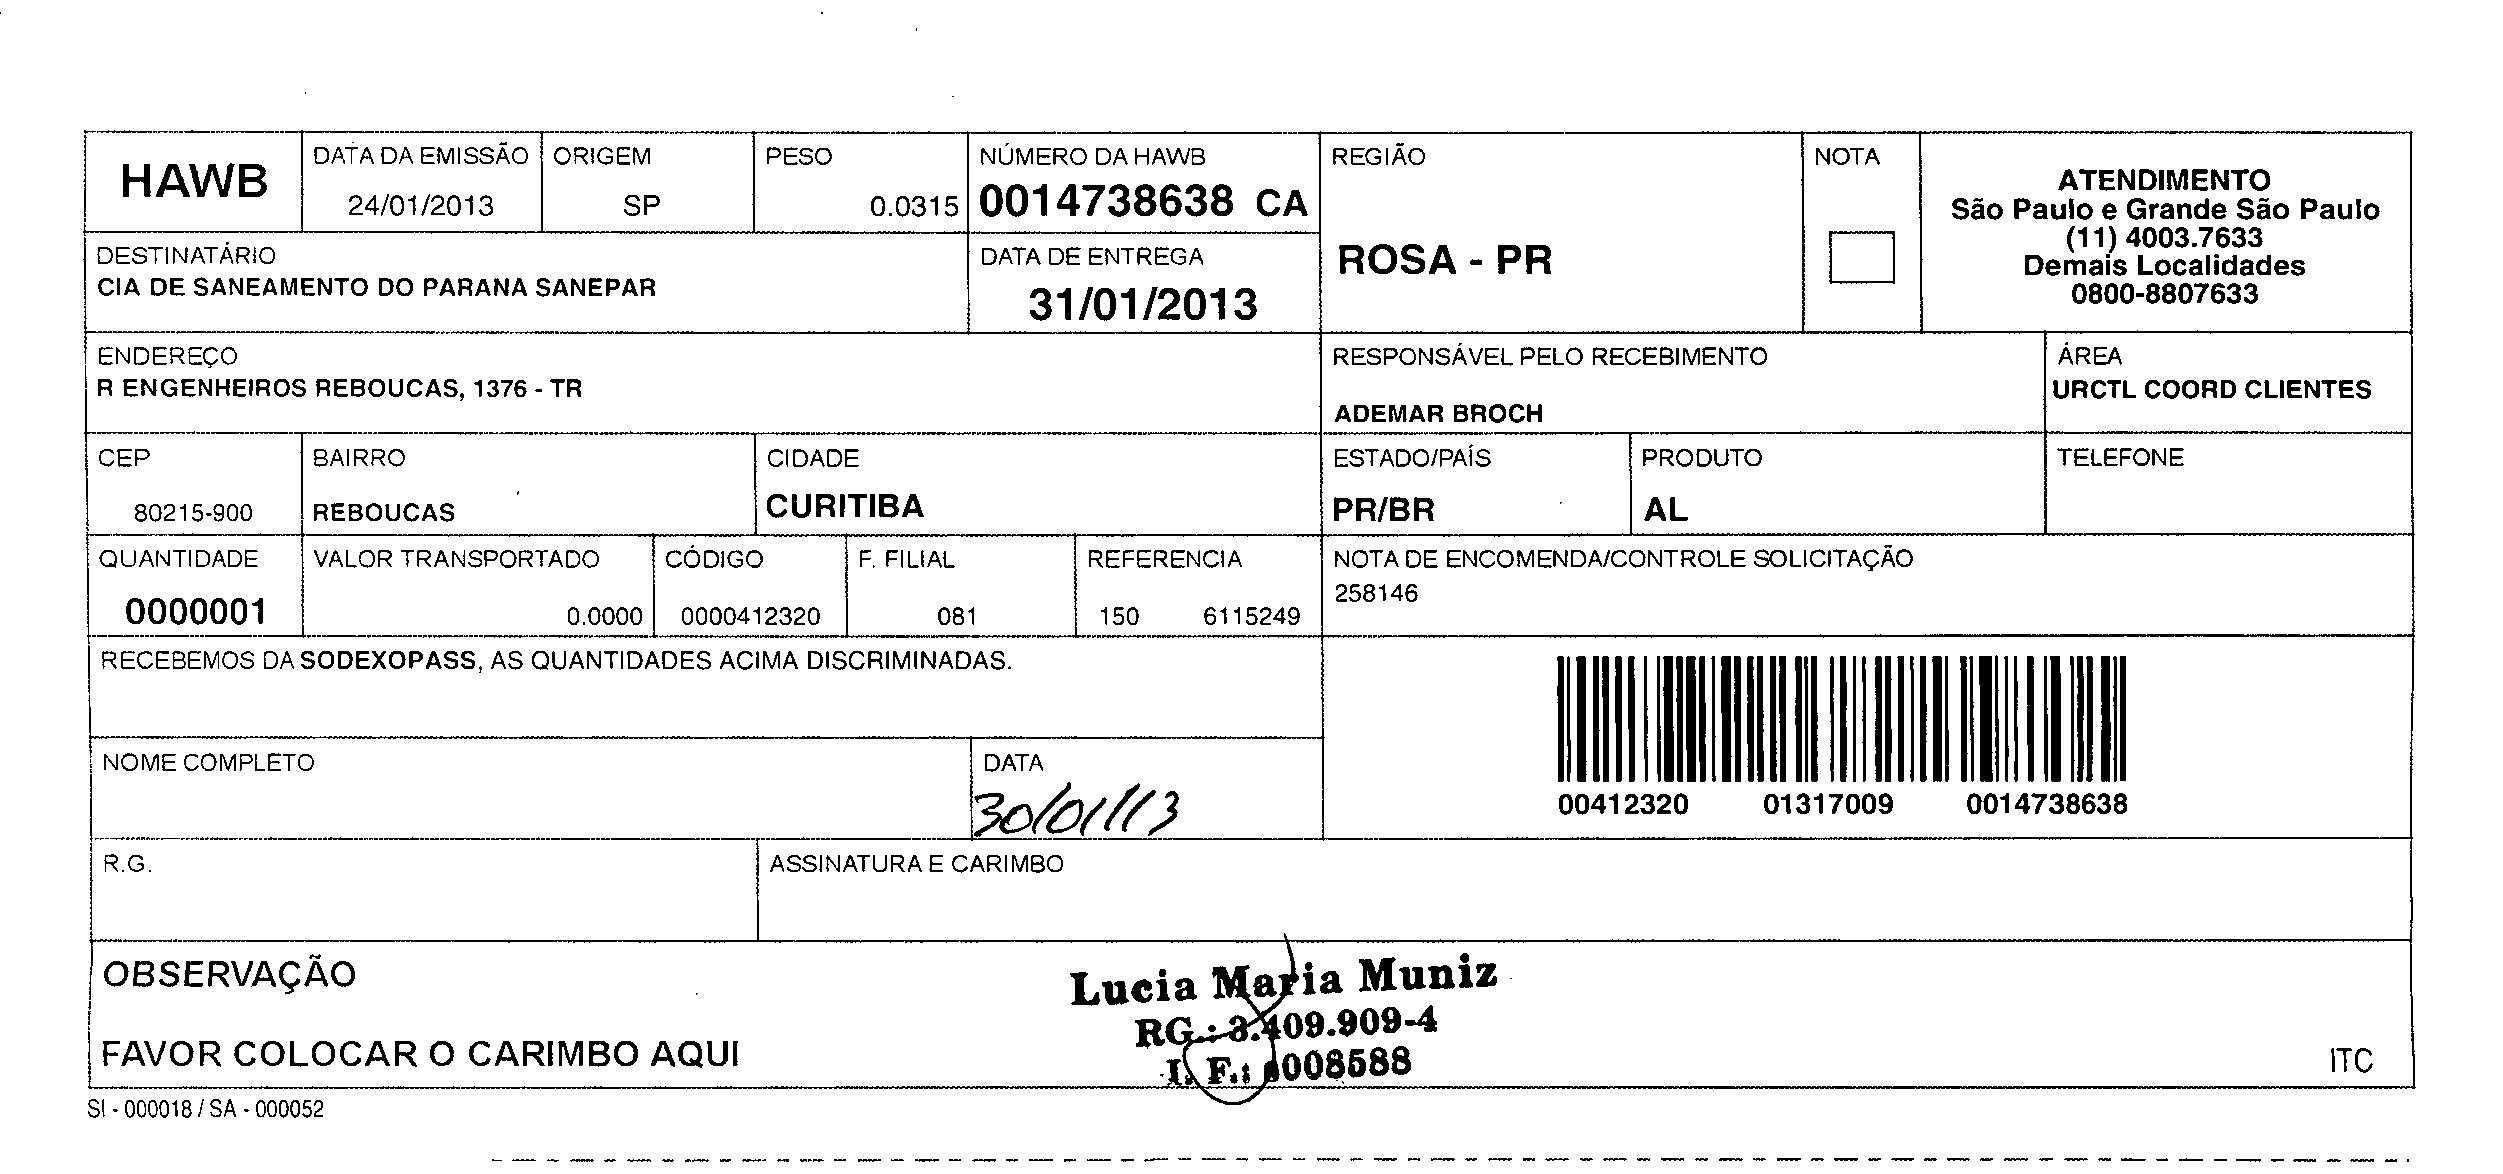 HAWB
DATA DA EMISSÃO
24/01/2013
ORIGEM
SP
PESO
0.0315
NÚMERO DA HAWB
0014738638 CA
REGIÃO
ROSA - PR
NOTA
ATENDIMENTO
São Paulo e Grande São Paulo
(11) 4003.7633
Demais Localidades
0800-8807633
DESTINATÁRIO
CIA DE SANEAMENTO DO PARANA SANEPAR
DATA DE ENTREGA
31/01/2013
ENDEREÇO
R ENGENHEIROS REBOUCAS, 1376 - TR
RESPONSÁVEL PELO RECEBIMENTO
ADEMAR BROCH
ÁREA
URCTL COORD CLIENTES
CEP
80215-900
BAIRRO
REBOUCAS
CIDADE
CURITIBA
ESTADO/PAÍS
PR/BR
PRODUTO
AL
TELEFONE
QUANTIDADE
0000001
VALOR TRANSPORTADO
0.0000
CÓDIGO
0000412320
F. FILIAL
081
REFERENCIA
150 6115249
NOTA DE ENCOMENDA/CONTROLE SOLICITAÇÃO
258146
RECEBEMOS DA SODEXOPASS, AS QUANTIDADES ACIMA DISCRIMINADAS.
00412320 01317009 0014738638
NOME COMPLETO
DATA
30/01/13
R.G.
ASSINATURA E CARIMBO
OBSERVAÇÃO
FAVOR COLOCAR O CARIMBO AQUI
Lucia Maria Muniz
RG.: 3.409.909-4
I. F.: 008588
ITC
SI - 000018 / SA - 000052